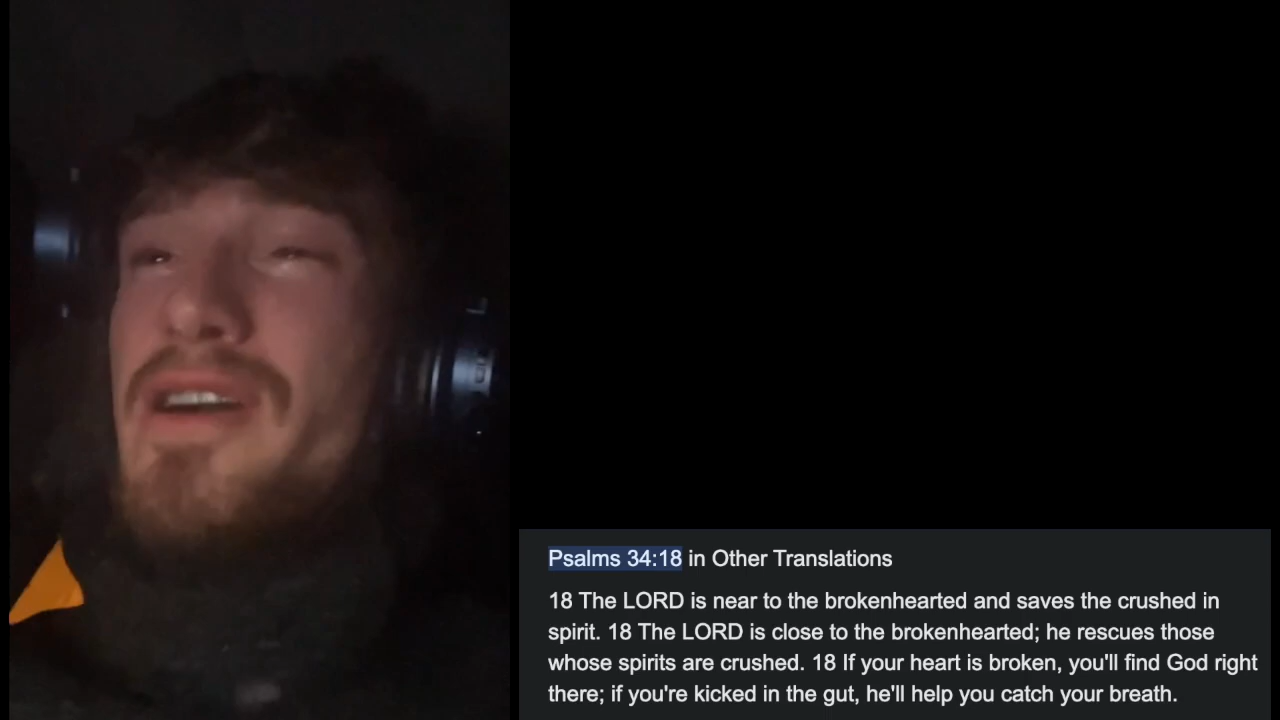 Psalms 34:18 in Other Translations
18 The LORD is near to the brokenhearted and saves the crushed in
spirit. 18 The LORD is close to the brokenhearted; he rescues those
whose spirits are crushed. 18 If your heart is broken, you'll find God right
there; if you're kicked in the gut, he'll help you catch your breath.